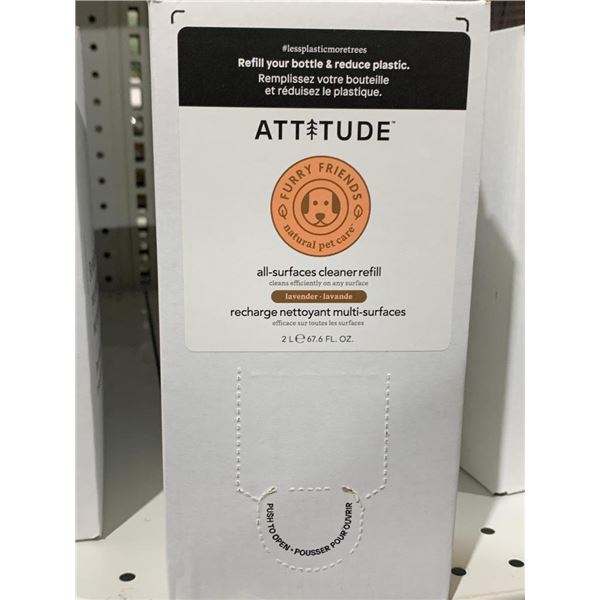 #lessplasticmoretrees
Refill your bottle & reduce plastic.
Remplissez votre bouteille
et réduisez le plastique.
ATTITUDE™
FURRY FRIENDS
natural pet care™
all-surfaces cleaner refill
cleans efficiently on any surface
lavender · lavande
recharge nettoyant multi-surfaces
efficace sur toutes les surfaces
2 L ℮ 67.6 FL. OZ.
PUSH TO OPEN • POUSSER POUR OUVRIR